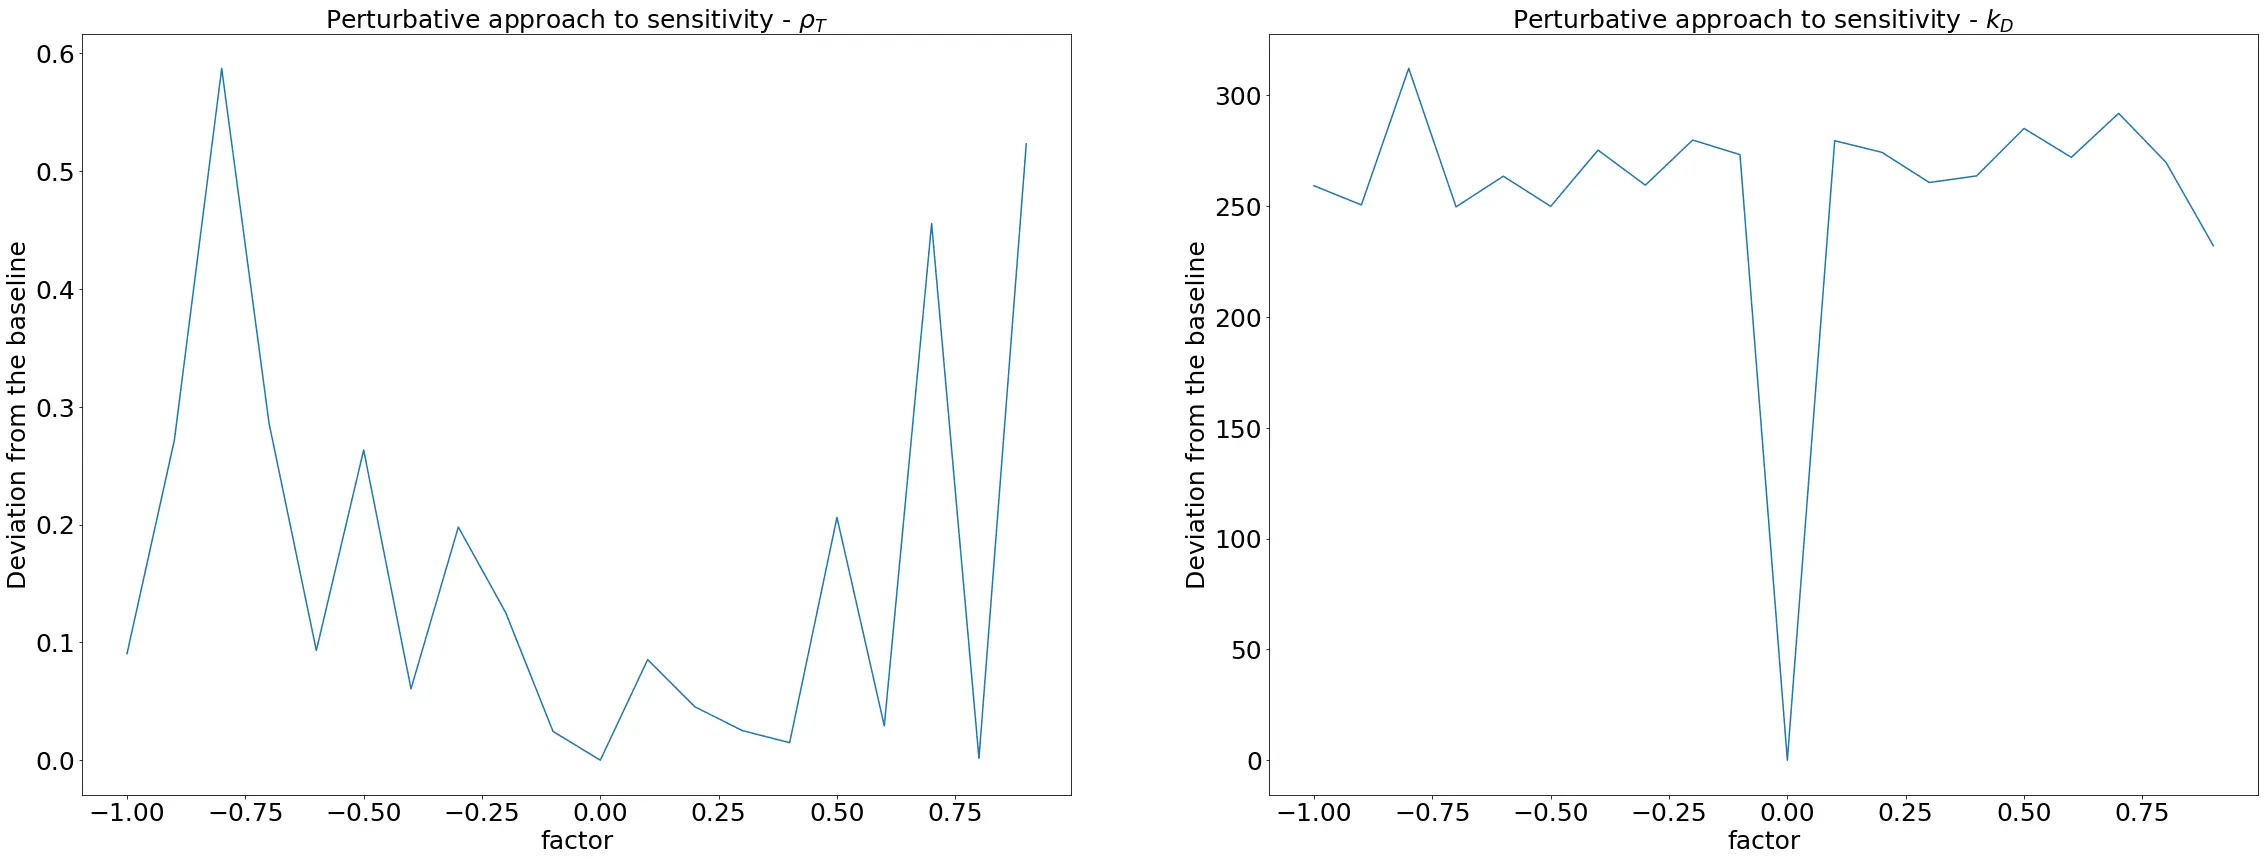 Perturbative approach to sensitivity - ρ_T
0.6
0.5
0.4
0.3
0.2
0.1
0.0
Deviation from the baseline
−1.00 −0.75 −0.50 −0.25 0.00 0.25 0.50 0.75
factor
Perturbative approach to sensitivity - k_D
300
250
200
150
100
50
0
Deviation from the baseline
−1.00 −0.75 −0.50 −0.25 0.00 0.25 0.50 0.75
factor